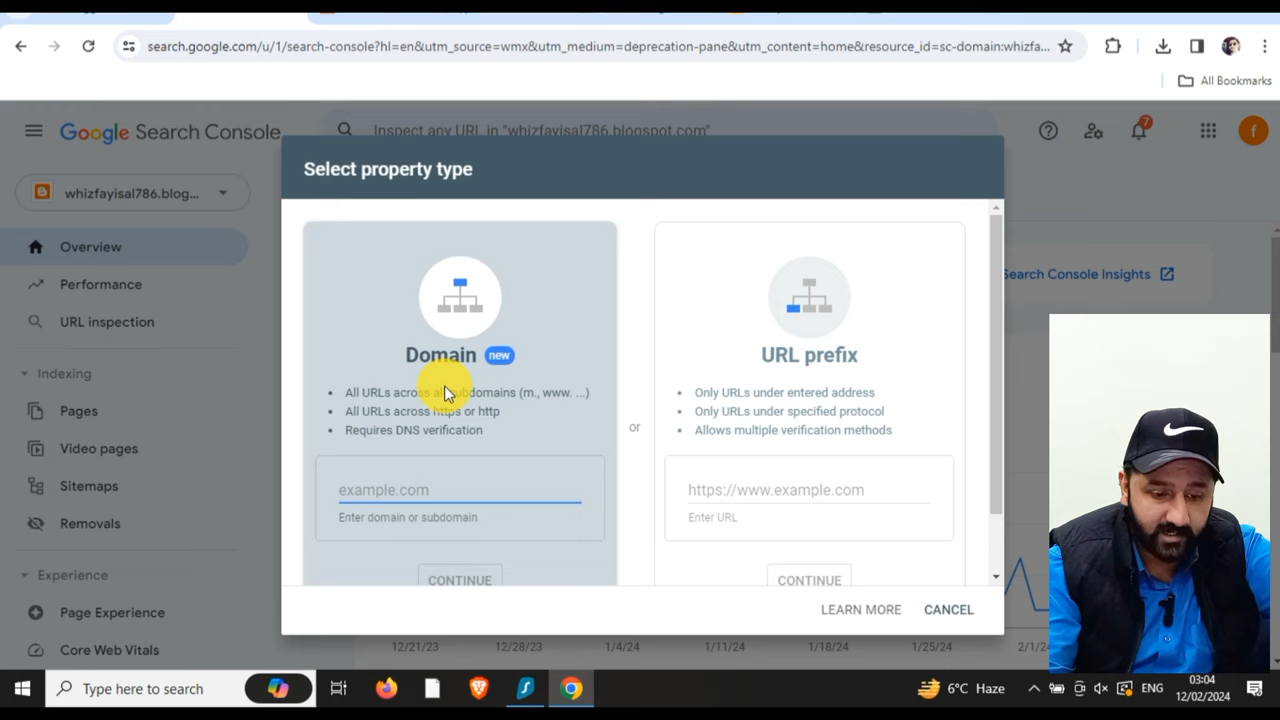 search.google.com/u/1/search-console?hl=en&utm_source=wmx&utm_medium=deprecation-pane&utm_content=home&resource_id=sc-domain:whizfa...
All Bookmarks
Google Search Console
Inspect any URL in "whizfayisal786.blogspot.com"
7
f
Select property type
whizfayisal786.blog...
Overview
Performance
URL inspection
Indexing
Pages
Video pages
Sitemaps
Removals
Experience
Page Experience
Core Web Vitals
Search Console Insights
Domain new
All URLs across all subdomains (m., www. ...)
All URLs across https or http
Requires DNS verification
example.com
Enter domain or subdomain
CONTINUE
or
URL prefix
Only URLs under entered address
Only URLs under specified protocol
Allows multiple verification methods
https://www.example.com
Enter URL
CONTINUE
LEARN MORE
CANCEL
12/21/23
12/28/23
1/4/24
1/11/24
1/18/24
1/25/24
2/1/24
Type here to search
6°C Haze
ENG
03:04
12/02/2024